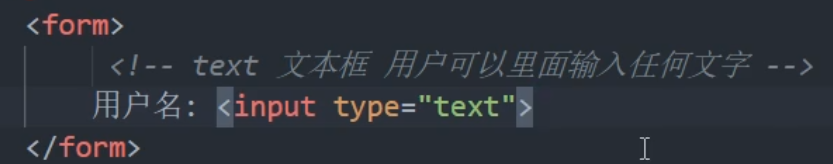 <form>
<!-- text 文本框 用户可以里面输入任何文字 -->
用户名: <input type="text">
</form>